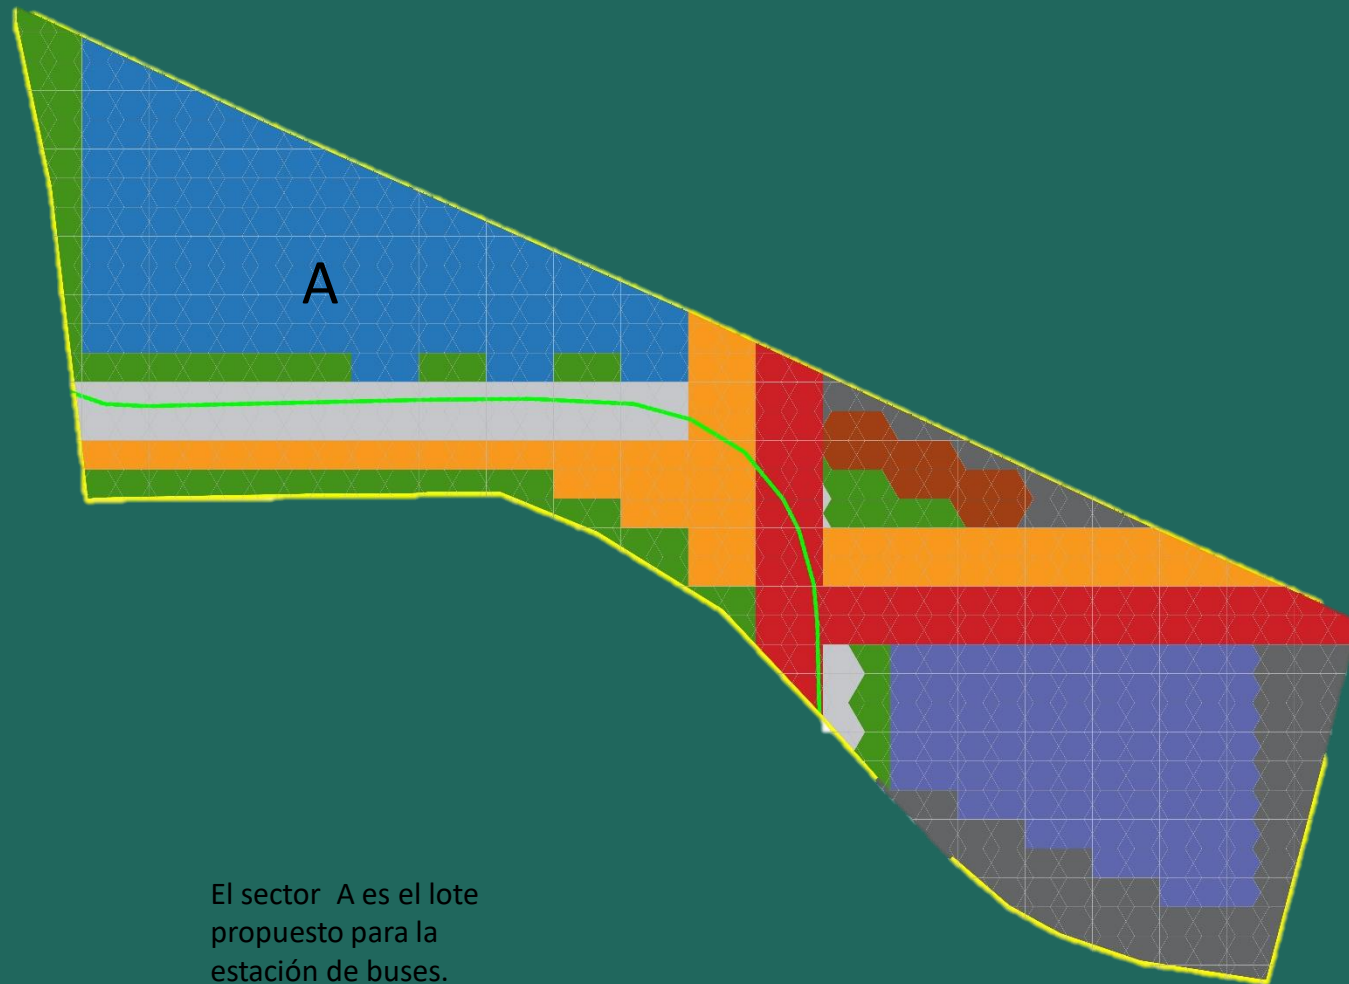 A
El sector A es el lote
propuesto para la
estación de buses.